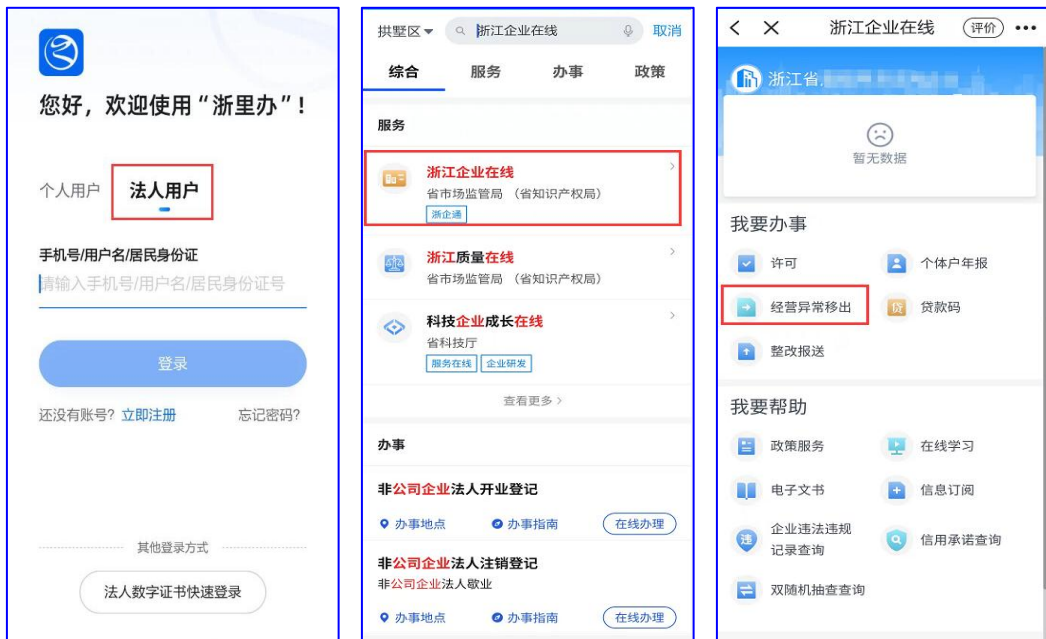 您好，欢迎使用“浙里办”！
个人用户 法人用户
手机号/用户名/居民身份证
请输入手机号/用户名/居民身份证号
登录
还没有账号？立即注册 忘记密码？
其他登录方式
法人数字证书快速登录
拱墅区 浙江企业在线 取消
综合 服务 办事 政策
服务
浙江企业在线
省市场监管局 （省知识产权局）
浙企通
浙江质量在线
省市场监管局 （省知识产权局）
科技企业成长在线
省科技厅
服务在线 企业研发
查看更多
办事
非公司企业法人开业登记
办事地点 办事指南 在线办理
非公司企业法人注销登记
非公司企业法人歇业
办事地点 办事指南 在线办理
浙江企业在线 评价
浙江省
暂无数据
我要办事
许可 个体户年报
经营异常移出 贷 贷款码
整改报送
我要帮助
政策服务 在线学习
电子文书 信息订阅
违 企业违法违规
记录查询 信用承诺查询
双随机抽查查询